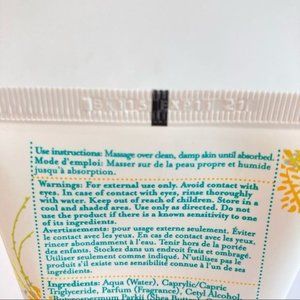 Use instructions: Massage over clean, damp skin until absorbed.
Mode d'emploi: Masser sur de la peau propre et humide
jusqu'à absorption.
Warnings: For external use only. Avoid contact with
eyes. In case of contact with eyes, rinse thoroughly
with water. Keep out of reach of children. Store in a
cool and shaded area. Use only as directed. Do not
use the product if there is a known sensitivity to one
of its ingredients.
Avertissements: pour usage externe seulement. Éviter
le contact avec les yeux. En cas de contact avec les yeux,
rincer abondamment à l'eau. Tenir hors de la portée
des enfants. Stockez dans un endroit frais et ombragé.
Utiliser seulement comme indiqué. N'utilisez pas le
produit s'il existe une sensibilité connue à l'un de ses
ingrédients.
Ingredients: Aqua (Water), Caprylic/Capric
Triglyceride, Parfum (Fragrance), Cetyl Alcohol,
Parkii (Shea